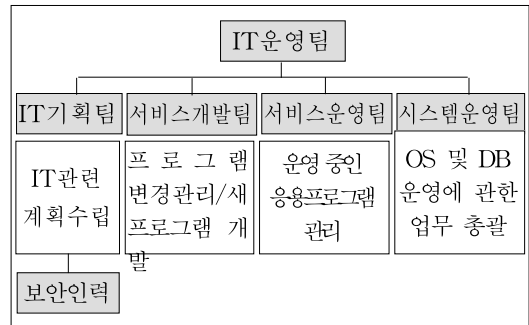 IT운영팀
IT기획팀
서비스개발팀
서비스운영팀
시스템운영팀
IT관련
계획수립
프로그램
변경관리/새
프로그램 개
발
운영 중인
응용프로그램
관리
OS 및 DB
운영에 관한
업무 총괄
보안인력